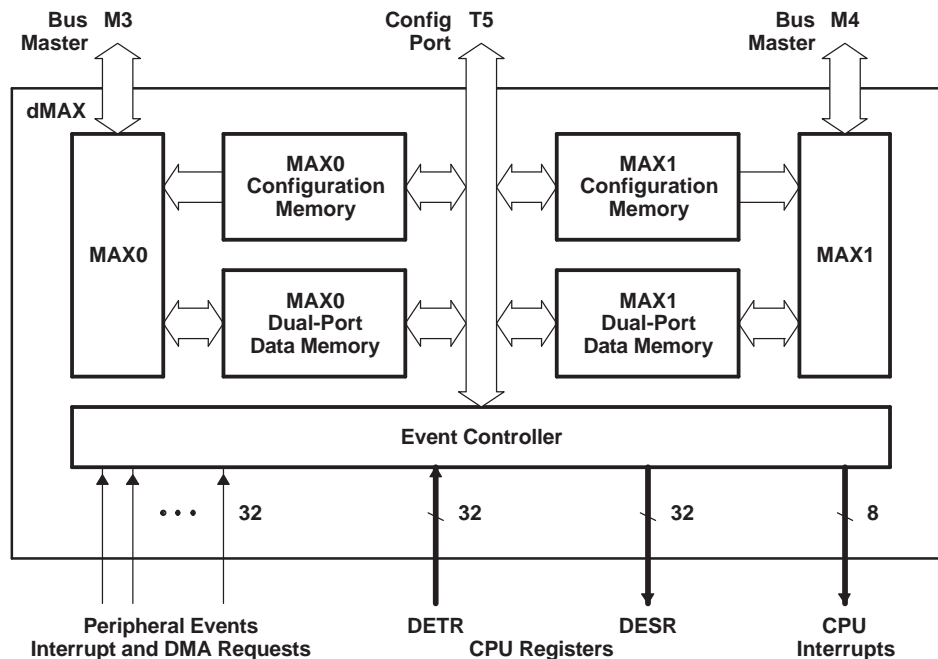 Bus M3
Master
Config T5
Port
Bus M4
Master
dMAX
MAX0
MAX0
Configuration
Memory
MAX1
Configuration
Memory
MAX1
MAX0
Dual-Port
Data Memory
MAX1
Dual-Port
Data Memory
Event Controller
32
32
32
8
Peripheral Events
Interrupt and DMA Requests
DETR
DESR
CPU Registers
CPU
Interrupts